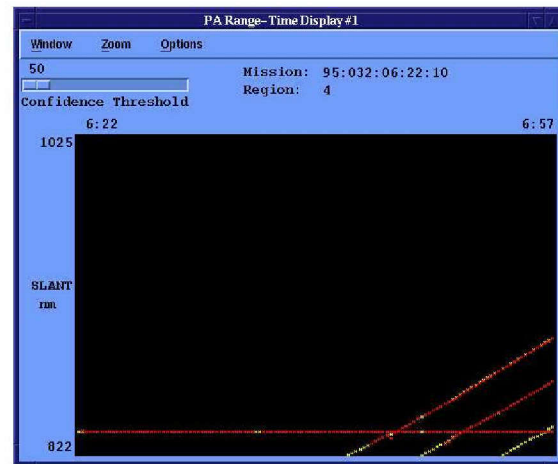 PA Range-Time Display #1
Window Zoom Options
50
Confidence Threshold
Mission: 95:032:06:22:10
Region: 4
6:22 6:57
1025
SLANT
rnn
822